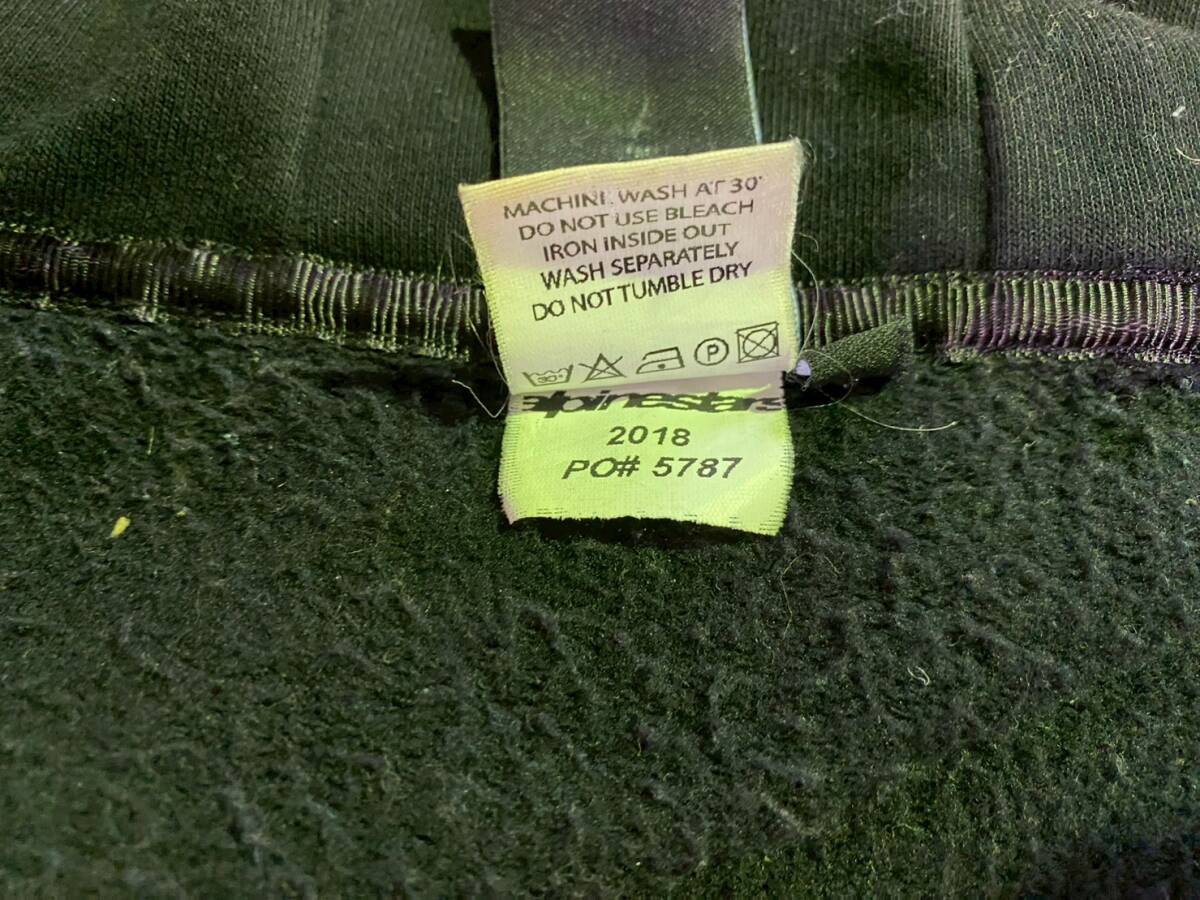 MACHINE WASH AT 30°
DO NOT USE BLEACH
IRON INSIDE OUT
WASH SEPARATELY
DO NOT TUMBLE DRY
30° P
alpinestars
2018
PO# 5787